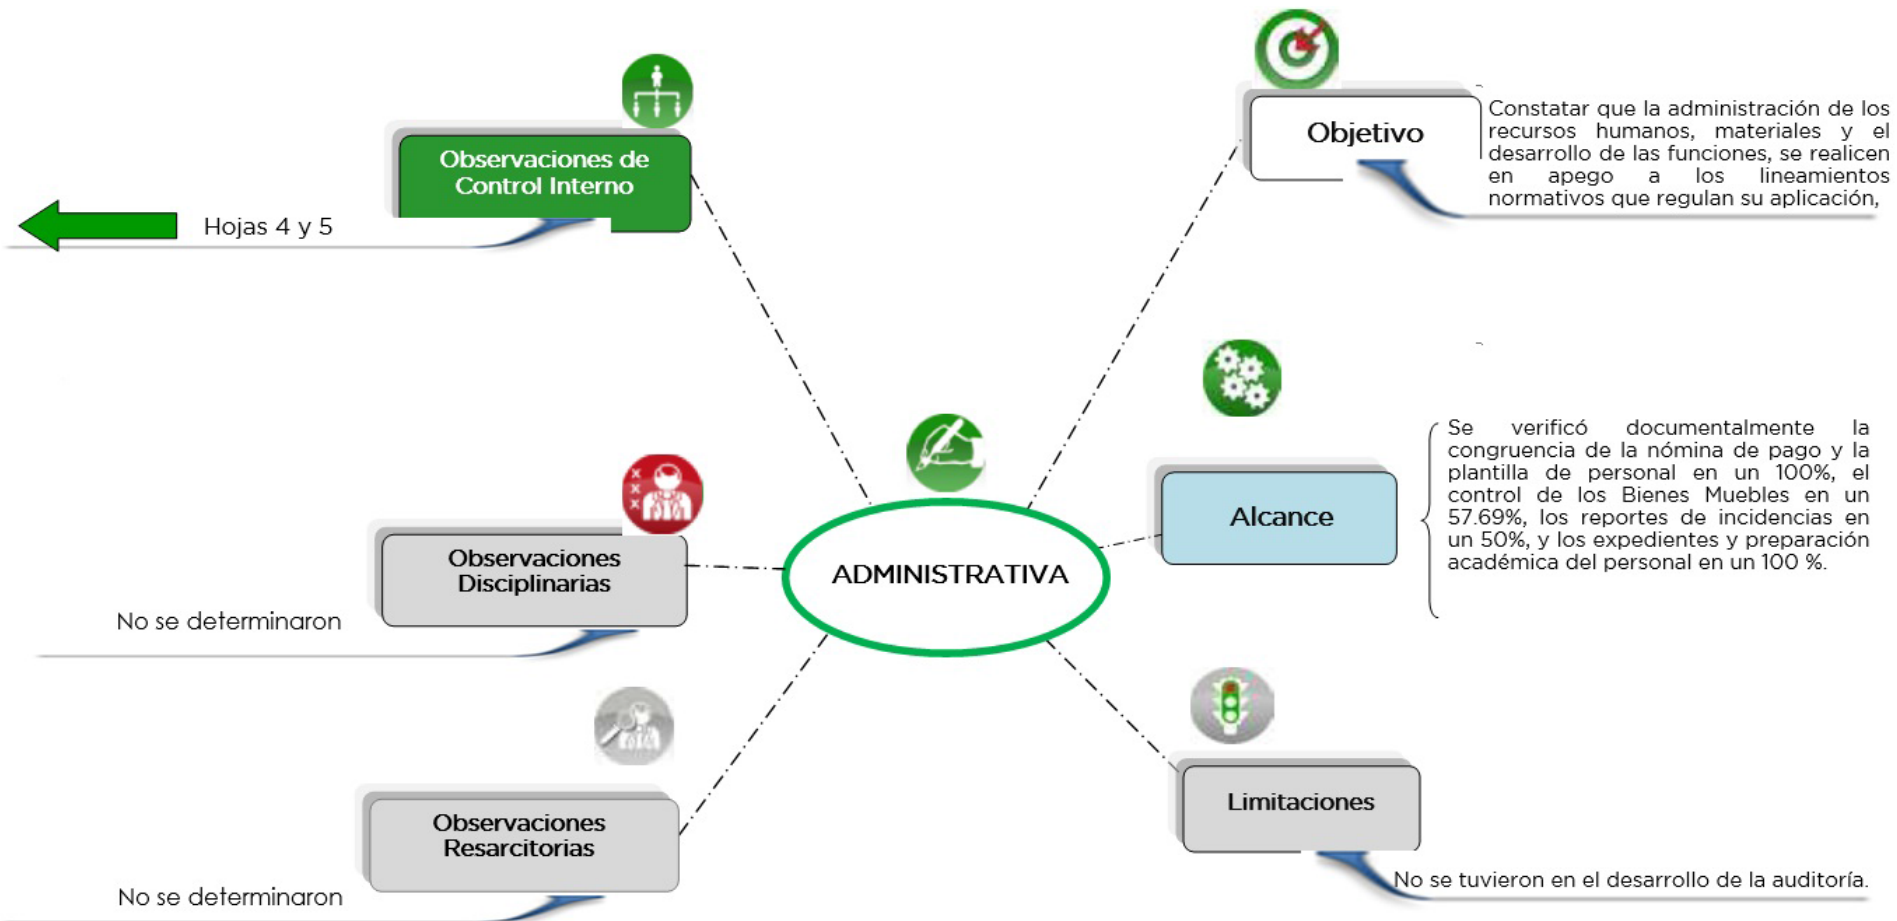 Observaciones de
Control Interno
Hojas 4 y 5
Objetivo
Constatar que la administración de los
recursos humanos, materiales y el
desarrollo de las funciones, se realicen
en apego a los lineamientos
normativos que regulan su aplicación,
Alcance
Se verificó documentalmente la
congruencia de la nómina de pago y la
plantilla de personal en un 100%, el
control de los Bienes Muebles en un
57.69%, los reportes de incidencias en
un 50%, y los expedientes y preparación
académica del personal en un 100 %.
ADMINISTRATIVA
Observaciones
Disciplinarias
No se determinaron
Observaciones
Resarcitorias
No se determinaron
Limitaciones
No se tuvieron en el desarrollo de la auditoría.